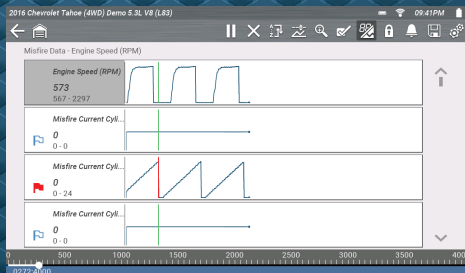 2016 Chevrolet Tahoe (4WD) Demo 5.3L V8 (L83)
09:41PM
Misfire Data - Engine Speed (RPM)
Engine Speed (RPM)
573
567 - 2297
Misfire Current Cyli...
0
0 - 0
Misfire Current Cyli...
0
0 - 24
Misfire Current Cyli...
0
0 - 0
0 500 1000 1500 2000 2500 3000 3500 400
0272:4000